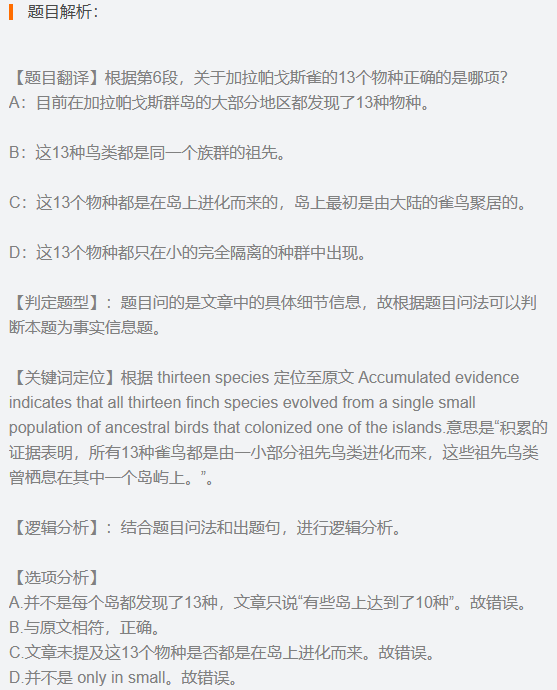 题目解析：
【题目翻译】根据第6段，关于加拉帕戈斯雀的13个物种正确的是哪项？
A：目前在加拉帕戈斯群岛的大部分地区都发现了13种物种。
B：这13种鸟类都是同一个族群的祖先。
C：这13个物种都是在岛上进化而来的，岛上最初是由大陆的雀鸟聚居的。
D：这13个物种都只在小的完全隔离的种群中出现。
【判定题型】：题目问的是文章中的具体细节信息，故根据题目问法可以判
断本题为事实信息题。
【关键词定位】根据 thirteen species 定位至原文 Accumulated evidence
indicates that all thirteen finch species evolved from a single small
population of ancestral birds that colonized one of the islands.意思是“积累的
证据表明，所有13种雀鸟都是由一小部分祖先鸟类进化而来，这些祖先鸟类
曾栖息在其中一个岛屿上。”。
【逻辑分析】：结合题目问法和出题句，进行逻辑分析。
【选项分析】
A.并不是每个岛都发现了13种，文章只说“有些岛上达到了10种”。故错误。
B.与原文相符，正确。
C.文章未提及这13个物种是否都是在岛上进化而来。故错误。
D.并不是 only in small。故错误。